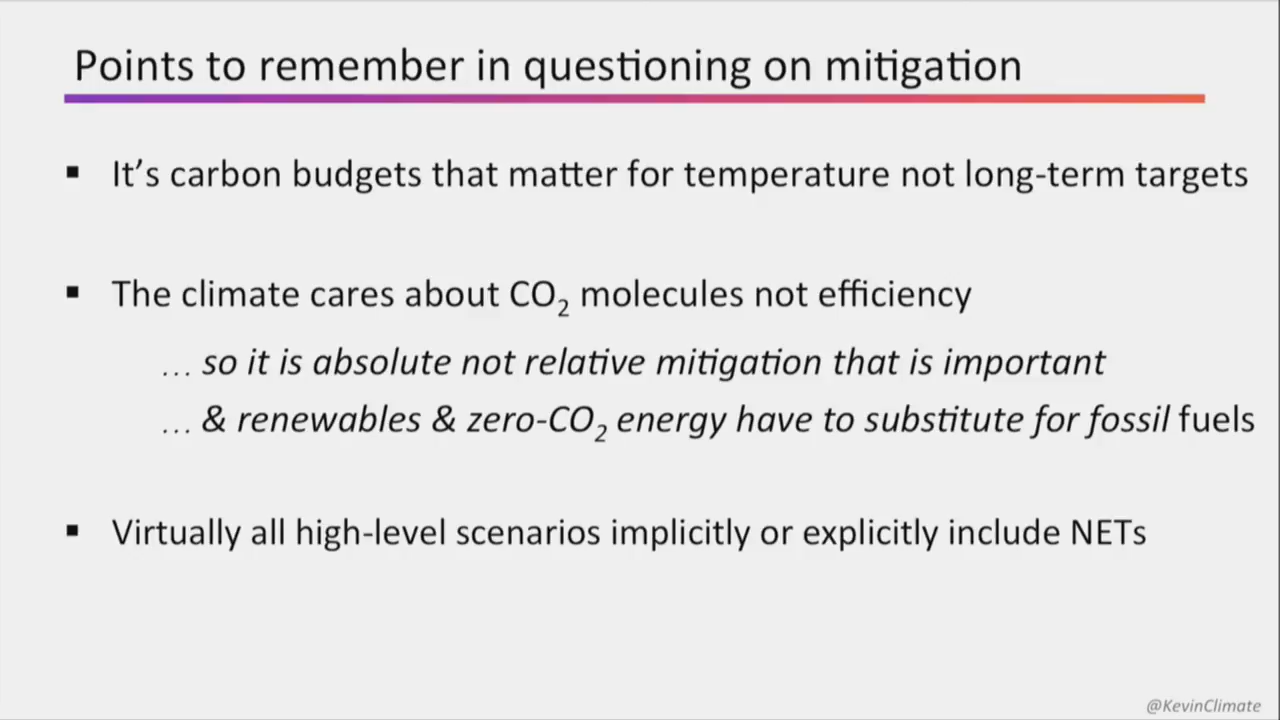 Points to remember in questioning on mitigation
▪ It’s carbon budgets that matter for temperature not long-term targets
▪ The climate cares about CO₂ molecules not efficiency
… so it is absolute not relative mitigation that is important
… & renewables & zero-CO₂ energy have to substitute for fossil fuels
▪ Virtually all high-level scenarios implicitly or explicitly include NETs
@KevinClimate